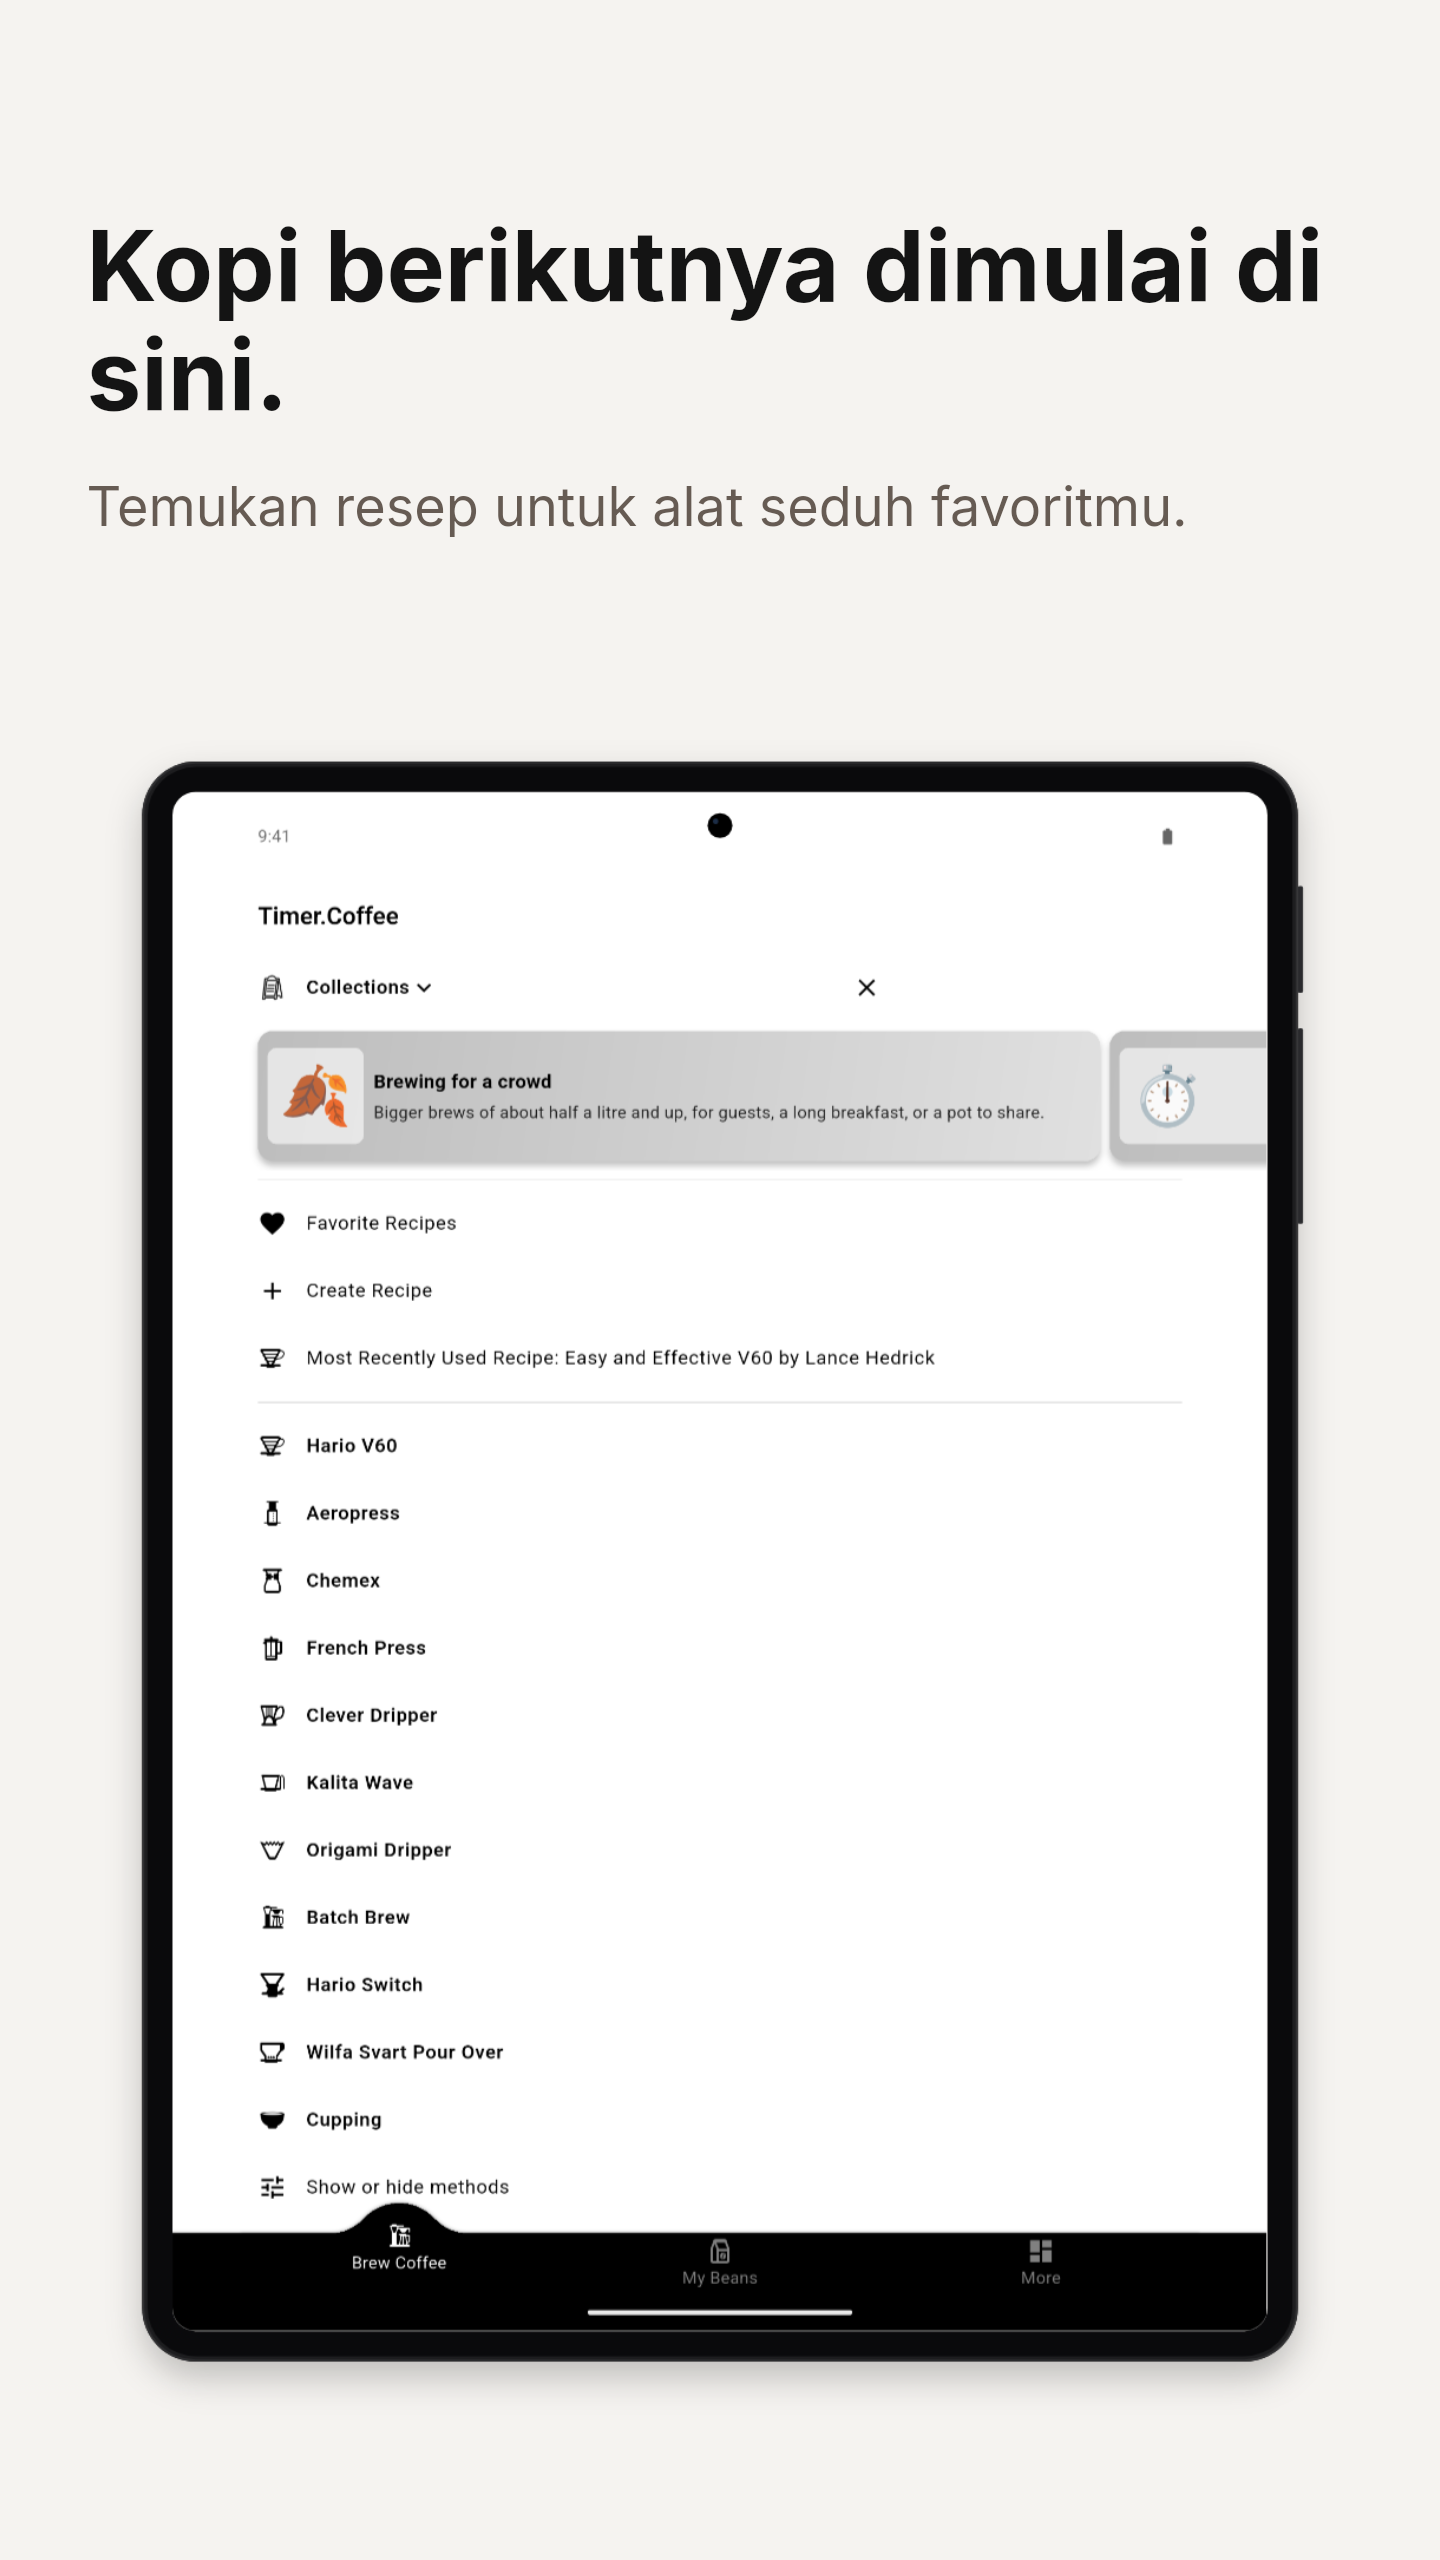 Kopi berikutnya dimulai di
sini.
Temukan resep untuk alat seduh favoritmu.
9:41
Timer.Coffee
Collections
Brewing for a crowd
Bigger brews of about half a litre and up, for guests, a long breakfast, or a pot to share.
Favorite Recipes
Create Recipe
Most Recently Used Recipe: Easy and Effective V60 by Lance Hedrick
Hario V60
Aeropress
Chemex
French Press
Clever Dripper
Kalita Wave
Origami Dripper
Batch Brew
Hario Switch
Wilfa Svart Pour Over
Cupping
Show or hide methods
Brew Coffee
My Beans
More